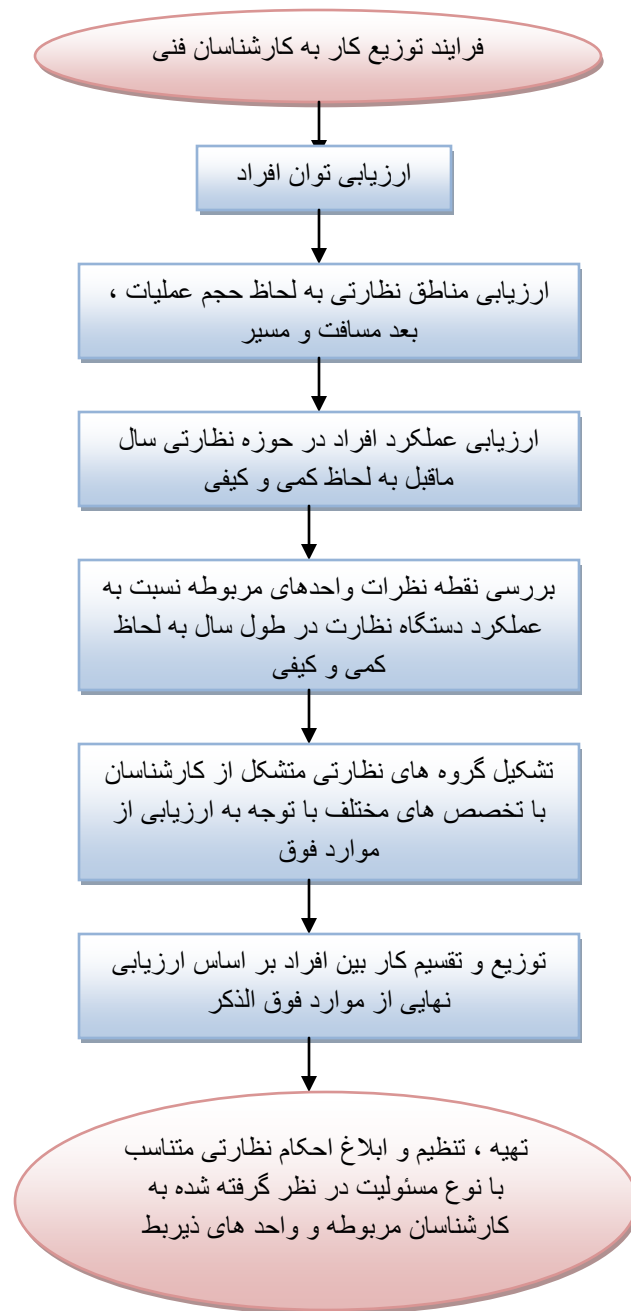 فرایند توزیع کار به کارشناسان فنی
ارزیابی توان افراد
ارزیابی مناطق نظارتی به لحاظ حجم عملیات ،
بعد مسافت و مسیر
ارزیابی عملکرد افراد در حوزه نظارتی سال
ماقبل به لحاظ کمی و کیفی
بررسی نقطه نظرات واحدهای مربوطه نسبت به
عملکرد دستگاه نظارت در طول سال به لحاظ
کمی و کیفی
تشکیل گروه های نظارتی متشکل از کارشناسان
با تخصص های مختلف با توجه به ارزیابی از
موارد فوق
توزیع و تقسیم کار بین افراد بر اساس ارزیابی
نهایی از موارد فوق الذکر
تهیه ، تنظیم و ابلاغ احکام نظارتی متناسب
با نوع مسئولیت در نظر گرفته شده به
کارشناسان مربوطه و واحد های ذیربط